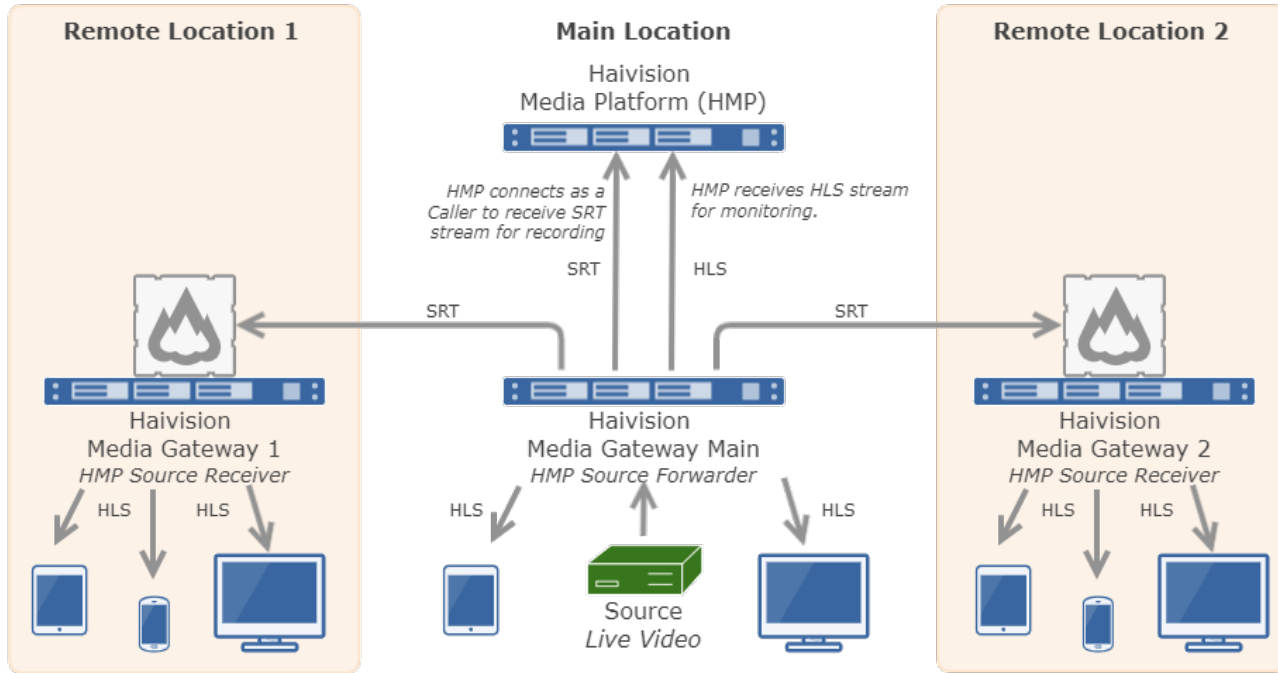 Remote Location 1
Main Location
Remote Location 2
Haivision
Media Platform (HMP)
HMP connects as a
Caller to receive SRT
stream for recording
HMP receives HLS stream
for monitoring.
SRT
HLS
SRT
SRT
Haivision
Media Gateway 1
HMP Source Receiver
HLS
HLS
Haivision
Media Gateway Main
HMP Source Forwarder
HLS
HLS
Source
Live Video
Haivision
Media Gateway 2
HMP Source Receiver
HLS
HLS